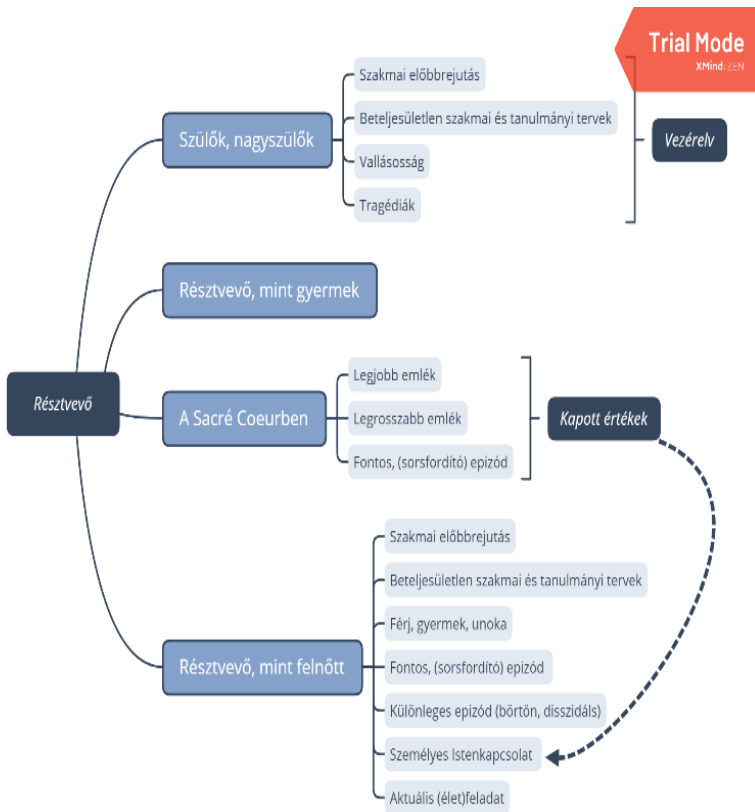 Trial Mode
XMind:ZEN
Szakmai előbbrejutás
Beteljesületlen szakmai és tanulmányi tervek
Szülők, nagyszülők
Vezérelv
Vallásosság
Tragédiák
Résztvevő, mint gyermek
Résztvevő
Legjobb emlék
A Sacré Coeurben
Legrosszabb emlék
Kapott értékek
Fontos, (sorsfordító) epizód
Szakmai előbbrejutás
Beteljesületlen szakmai és tanulmányi tervek
Férj, gyermek, unoka
Résztvevő, mint felnőtt
Fontos, (sorsfordító) epizód
Különleges epizód (börtön, disszidáls)
Személyes Istenkapcsolat
Aktuális (élet)feladat